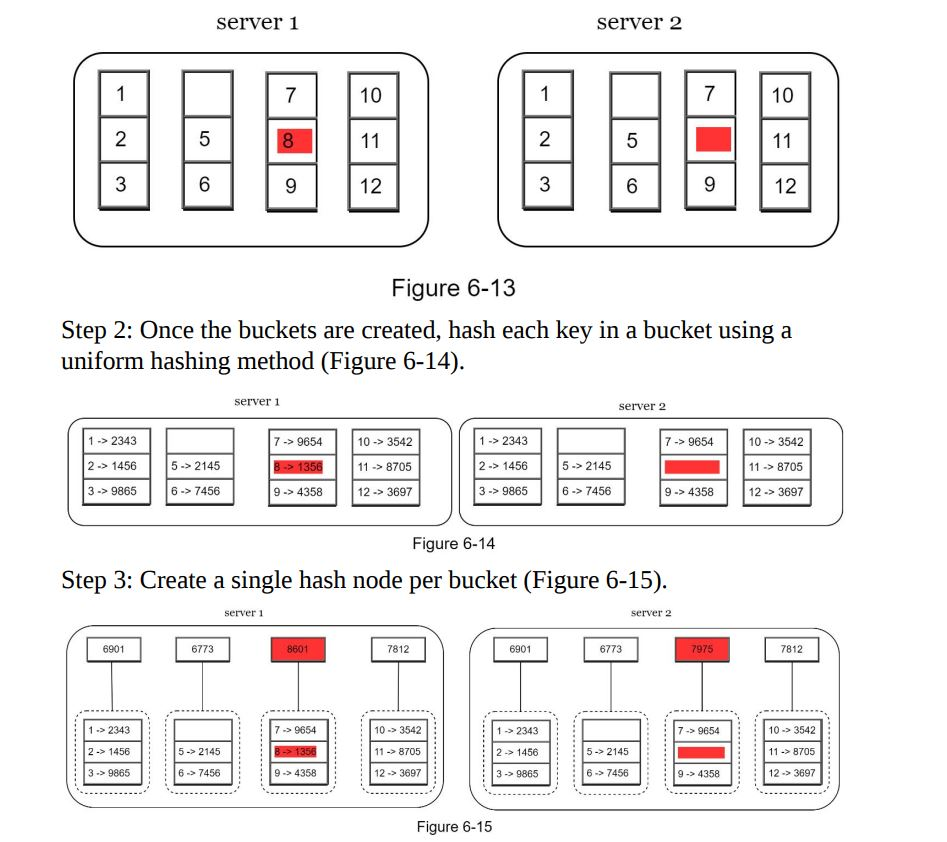 server 1 server 2
1 7 10 1 7 10
2 5 8 11 2 5 11
3 6 9 12 3 6 9 12
Figure 6-13
Step 2: Once the buckets are created, hash each key in a bucket using a
uniform hashing method (Figure 6-14).
server 1 server 2
1 -> 2343 7 -> 9654 10 -> 3542 1 -> 2343 7 -> 9654 10 -> 3542
2 -> 1456 5 -> 2145 8 -> 1356 11 -> 8705 2 -> 1456 5 -> 2145 11 -> 8705
3 -> 9865 6 -> 7456 9 -> 4358 12 -> 3697 3 -> 9865 6 -> 7456 9 -> 4358 12 -> 3697
Figure 6-14
Step 3: Create a single hash node per bucket (Figure 6-15).
server 1 server 2
6901 6773 8601 7812 6901 6773 7975 7812
1 -> 2343 7 -> 9654 10 -> 3542 1 -> 2343 7 -> 9654 10 -> 3542
2 -> 1456 5 -> 2145 8 -> 1356 11 -> 8705 2 -> 1456 5 -> 2145 11 -> 8705
3 -> 9865 6 -> 7456 9 -> 4358 12 -> 3697 3 -> 9865 6 -> 7456 9 -> 4358 12 -> 3697
Figure 6-15